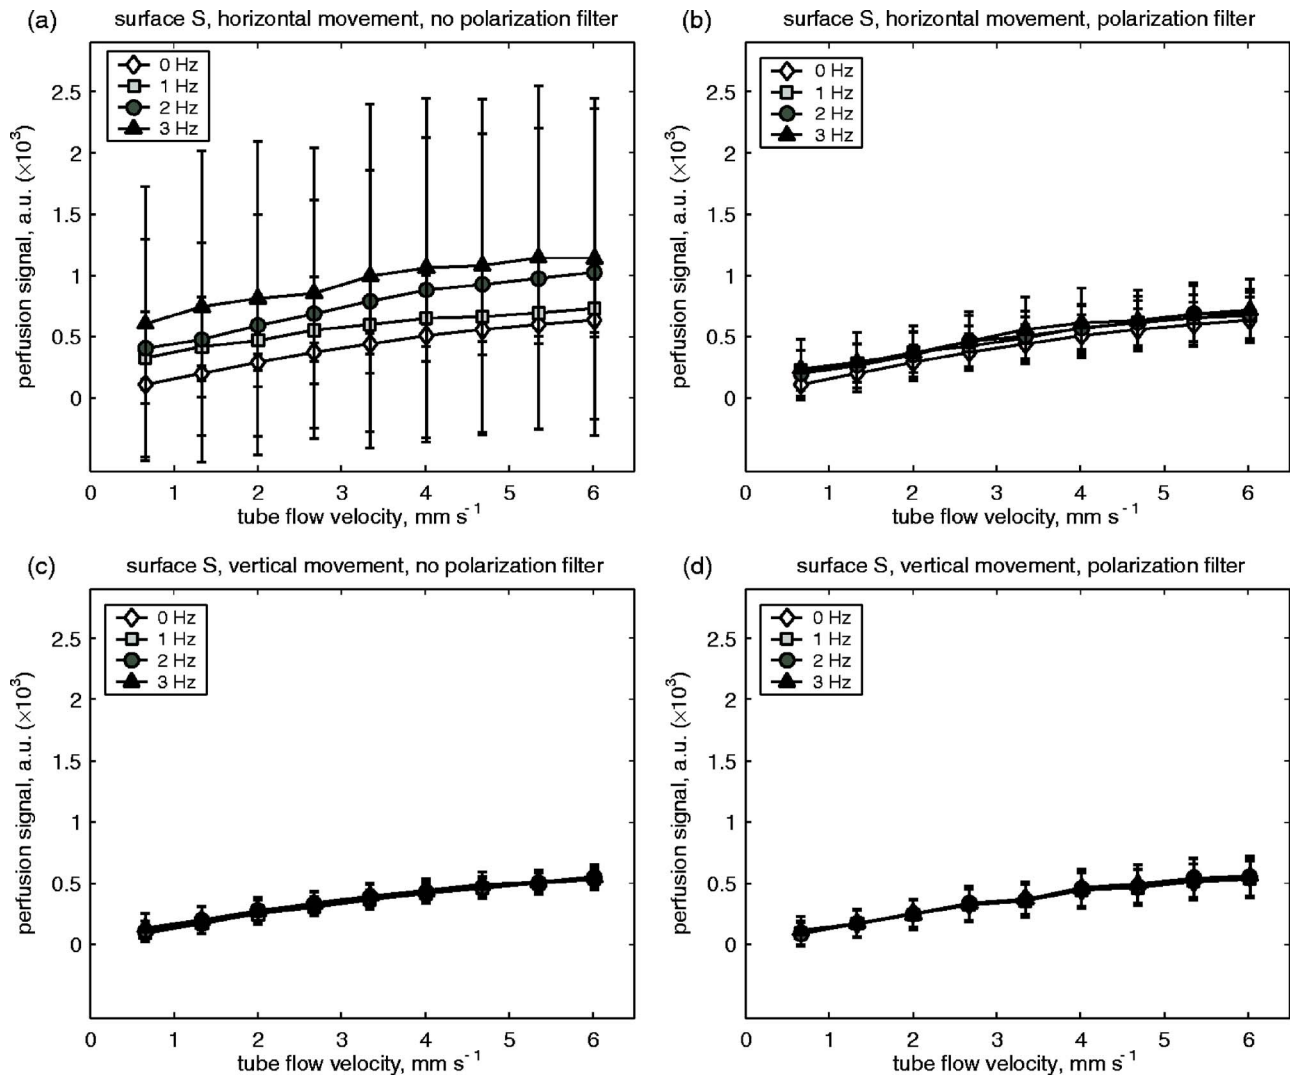 (a) surface S, horizontal movement, no polarization filter
0 Hz
1 Hz
2 Hz
3 Hz
perfusion signal, a.u. (×10³)
2.5
2
1.5
1
0.5
0
0 1 2 3 4 5 6
tube flow velocity, mm s⁻¹
(b) surface S, horizontal movement, polarization filter
0 Hz
1 Hz
2 Hz
3 Hz
perfusion signal, a.u. (×10³)
2.5
2
1.5
1
0.5
0
0 1 2 3 4 5 6
tube flow velocity, mm s⁻¹
(c) surface S, vertical movement, no polarization filter
0 Hz
1 Hz
2 Hz
3 Hz
perfusion signal, a.u. (×10³)
2.5
2
1.5
1
0.5
0
0 1 2 3 4 5 6
tube flow velocity, mm s⁻¹
(d) surface S, vertical movement, polarization filter
0 Hz
1 Hz
2 Hz
3 Hz
perfusion signal, a.u. (×10³)
2.5
2
1.5
1
0.5
0
0 1 2 3 4 5 6
tube flow velocity, mm s⁻¹